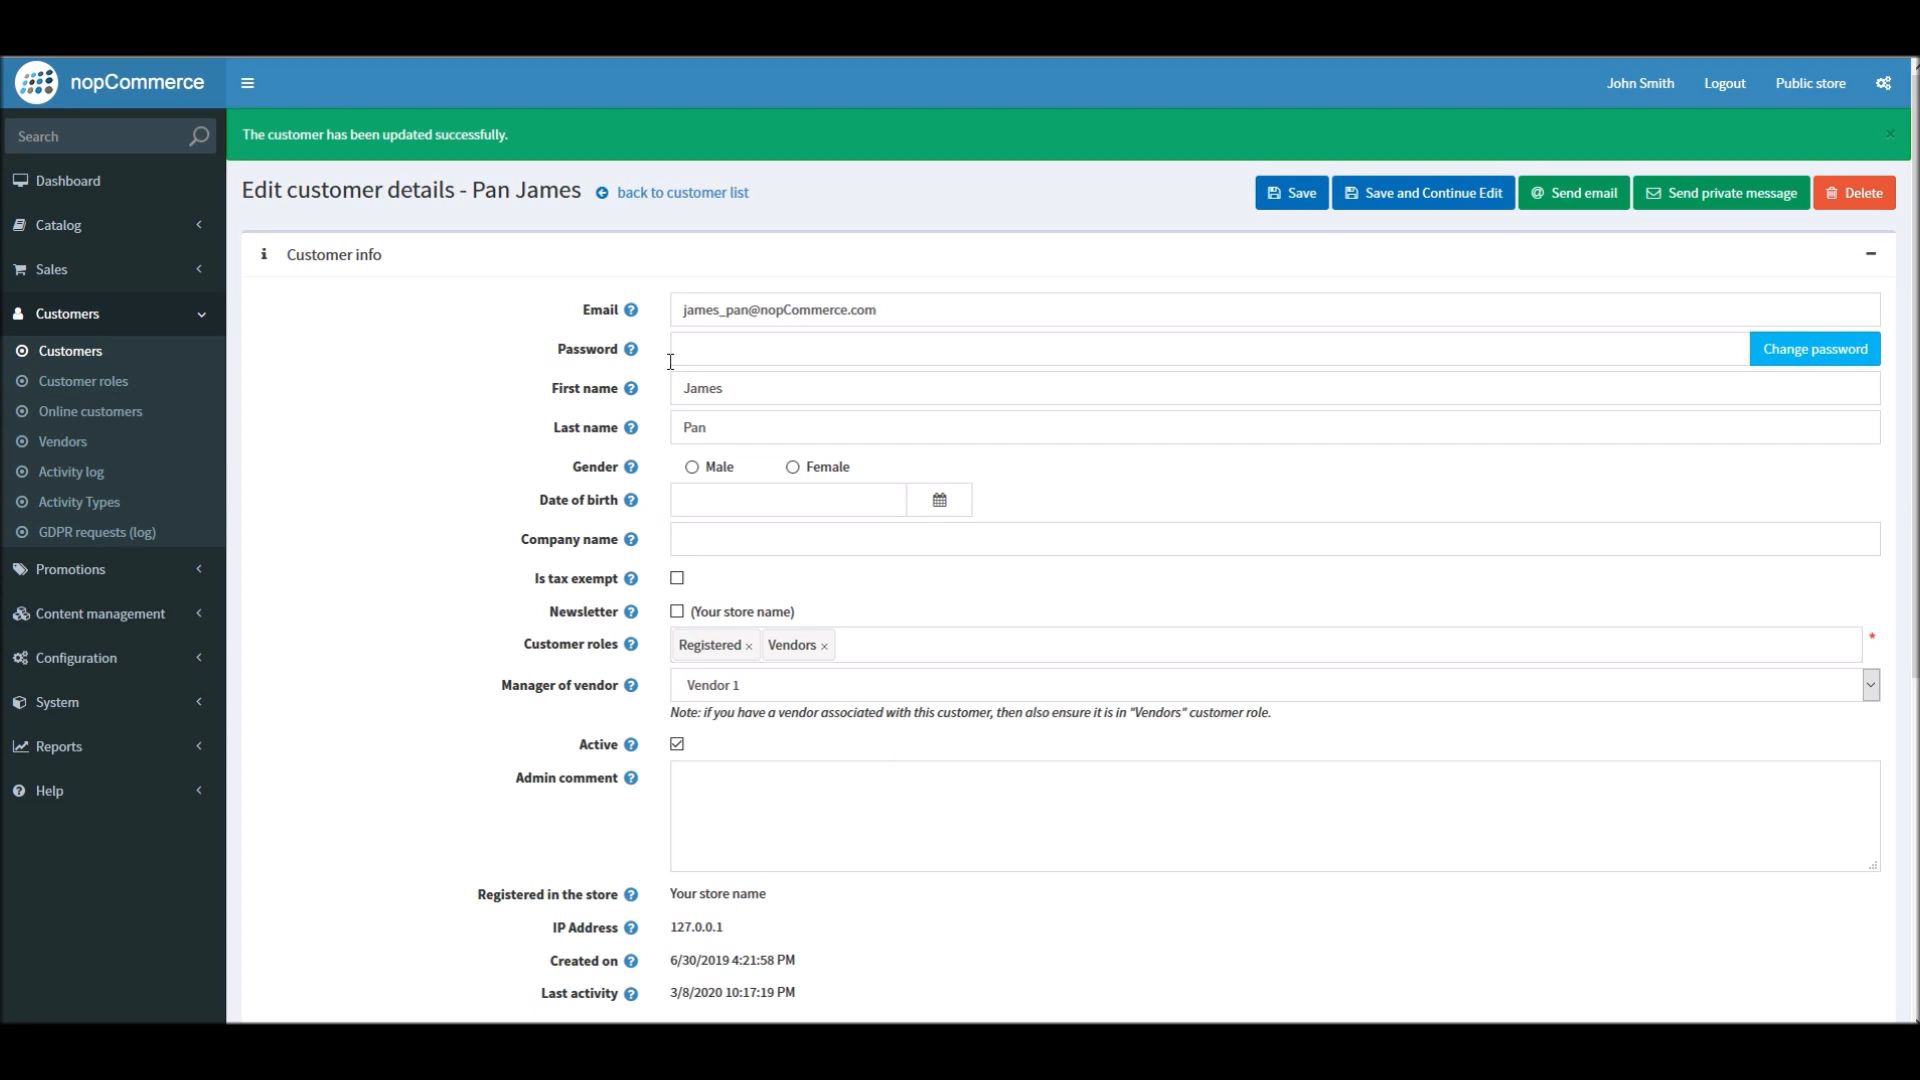 nopCommerce
John Smith Logout Public store
Search
The customer has been updated successfully.
×
Dashboard
Catalog
Sales
Customers
Customers
Customer roles
Online customers
Vendors
Activity log
Activity Types
GDPR requests (log)
Promotions
Content management
Configuration
System
Reports
Help
Edit customer details - Pan James back to customer list
Save Save and Continue Edit @ Send email Send private message Delete
i Customer info
Email ? james_pan@nopCommerce.com
Password ? Change password
First name ? James
Last name ? Pan
Gender ? Male Female
Date of birth ?
Company name ?
Is tax exempt ?
Newsletter ? (Your store name)
Customer roles ? Registered × Vendors × *
Manager of vendor ? Vendor 1
Note: if you have a vendor associated with this customer, then also ensure it is in "Vendors" customer role.
Active ?
Admin comment ?
Registered in the store ? Your store name
IP Address ? 127.0.0.1
Created on ? 6/30/2019 4:21:58 PM
Last activity ? 3/8/2020 10:17:19 PM